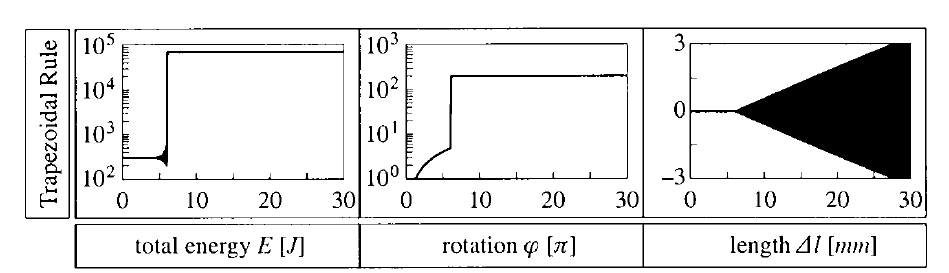 Trapezoidal Rule
10^5
10^4
10^3
10^2
0 10 20 30
total energy E [J]
10^3
10^2
10^1
10^0
0 10 20 30
rotation φ [π]
3
0
−3
0 10 20 30
length Δl [mm]